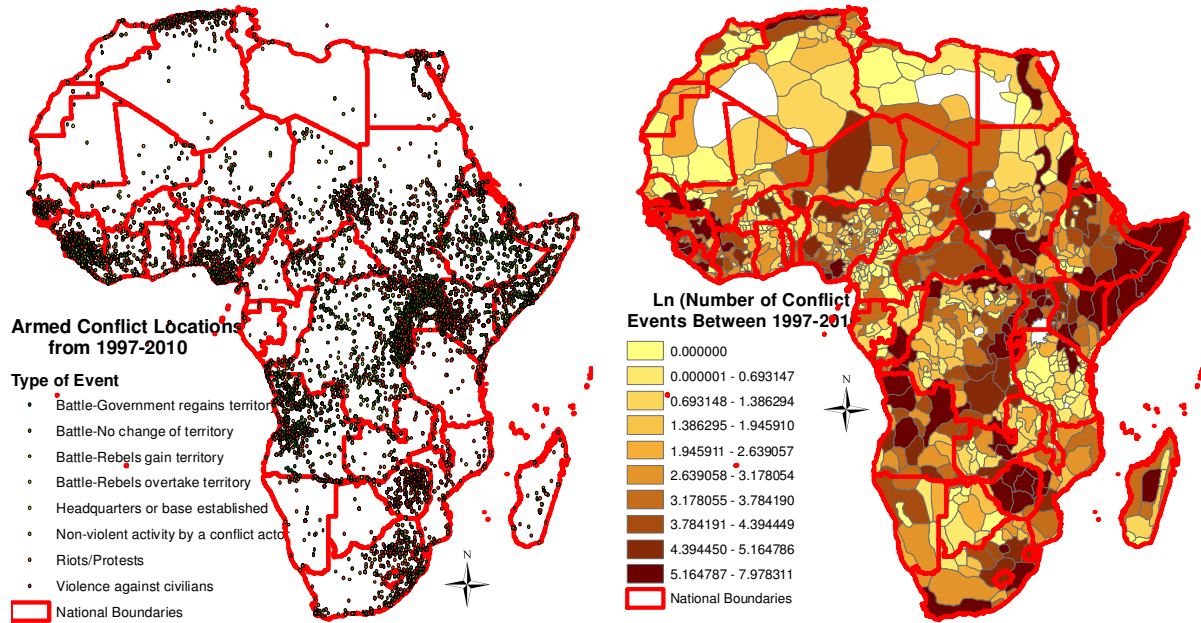 Armed Conflict Locations
from 1997-2010
Type of Event
Battle-Government regains territor
Battle-No change of territory
Battle-Rebels gain territory
Battle-Rebels overtake territory
Headquarters or base established
Non-violent activity by a conflict acto
Riots/Protests
Violence against civilians
National Boundaries
N
Ln (Number of Conflict
Events Between 1997-201
0.000000
0.000001 - 0.693147
0.693148 - 1.386294
1.386295 - 1.945910
1.945911 - 2.639057
2.639058 - 3.178054
3.178055 - 3.784190
3.784191 - 4.394449
4.394450 - 5.164786
5.164787 - 7.978311
National Boundaries
N